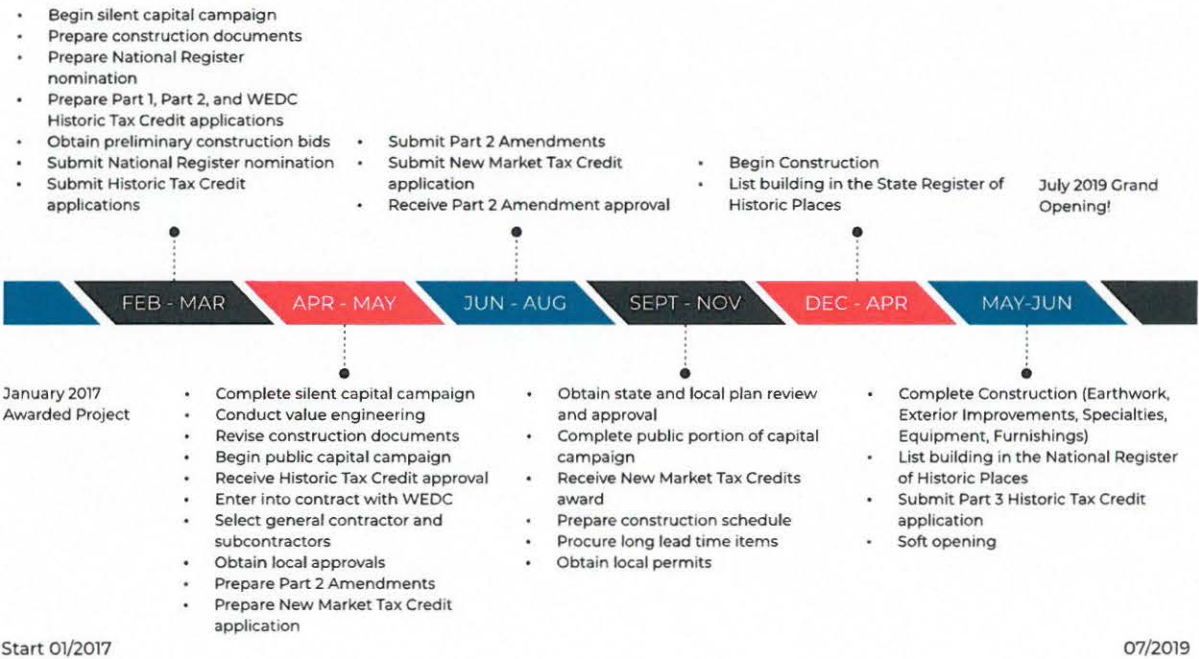 • Begin silent capital campaign
• Prepare construction documents
• Prepare National Register
nomination
• Prepare Part 1, Part 2, and WEDC
Historic Tax Credit applications
• Obtain preliminary construction bids
• Submit National Register nomination
• Submit Historic Tax Credit
applications
• Submit Part 2 Amendments
• Submit New Market Tax Credit
application
• Receive Part 2 Amendment approval
• Begin Construction
• List building in the State Register of
Historic Places
July 2019 Grand
Opening!
FEB - MAR
APR - MAY
JUN - AUG
SEPT - NOV
DEC - APR
MAY-JUN
January 2017
Awarded Project
• Complete silent capital campaign
• Conduct value engineering
• Revise construction documents
• Begin public capital campaign
• Receive Historic Tax Credit approval
• Enter into contract with WEDC
• Select general contractor and
subcontractors
• Obtain local approvals
• Prepare Part 2 Amendments
• Prepare New Market Tax Credit
application
• Obtain state and local plan review
and approval
• Complete public portion of capital
campaign
• Receive New Market Tax Credits
award
• Prepare construction schedule
• Procure long lead time items
• Obtain local permits
• Complete Construction (Earthwork,
Exterior Improvements, Specialties,
Equipment, Furnishings)
• List building in the National Register
of Historic Places
• Submit Part 3 Historic Tax Credit
application
• Soft opening
Start 01/2017
07/2019